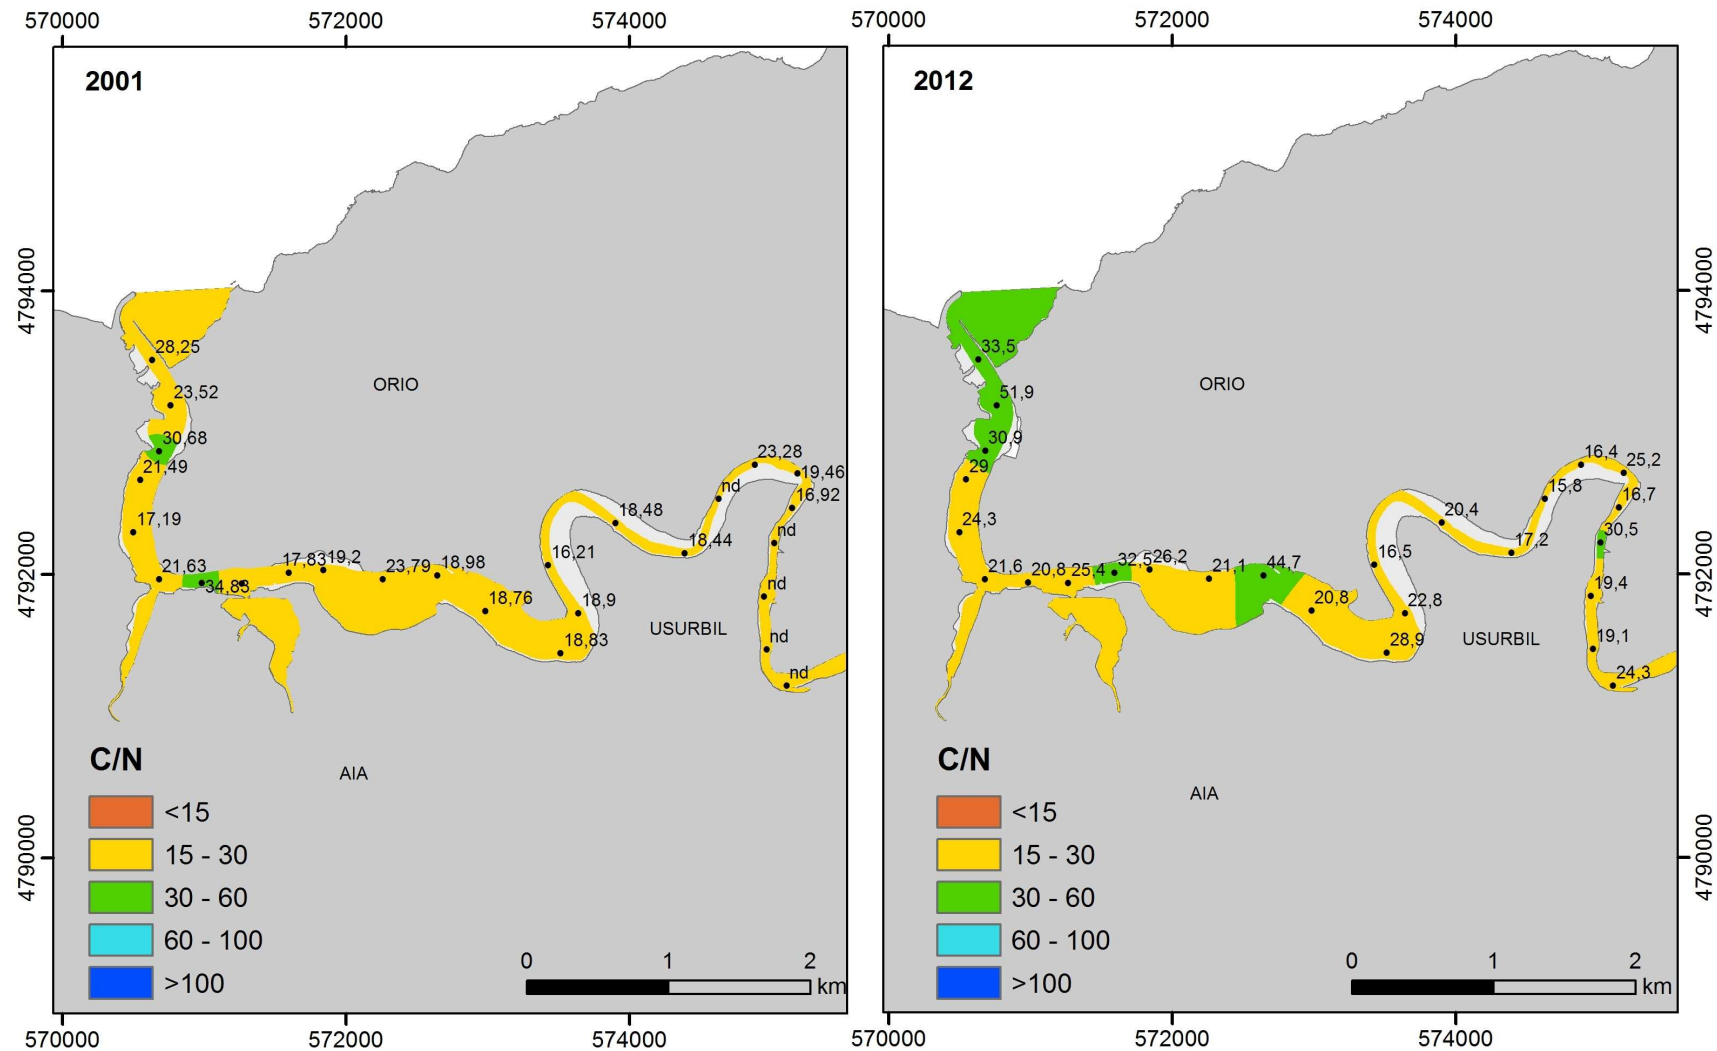 570000 572000 574000
2001
4794000
4792000
4790000
28,25
23,52
30,68
21,49
17,19
21,63
34,83
17,83
19,2
23,79
18,98
18,76
18,83
18,9
16,21
18,48
18,44
nd
23,28
19,46
16,92
nd
nd
nd
nd
ORIO
USURBIL
AIA
C/N
<15
15 - 30
30 - 60
60 - 100
>100
0 1 2
km
570000 572000 574000
570000 572000 574000
2012
33,5
51,9
30,9
29
24,3
21,6
20,8
25,4
32,5
26,2
21,1
44,7
20,8
28,9
22,8
16,5
20,4
17,2
15,8
16,4
25,2
16,7
30,5
19,4
19,1
24,3
ORIO
USURBIL
AIA
C/N
<15
15 - 30
30 - 60
60 - 100
>100
0 1 2
km
4794000
4792000
4790000
570000 572000 574000